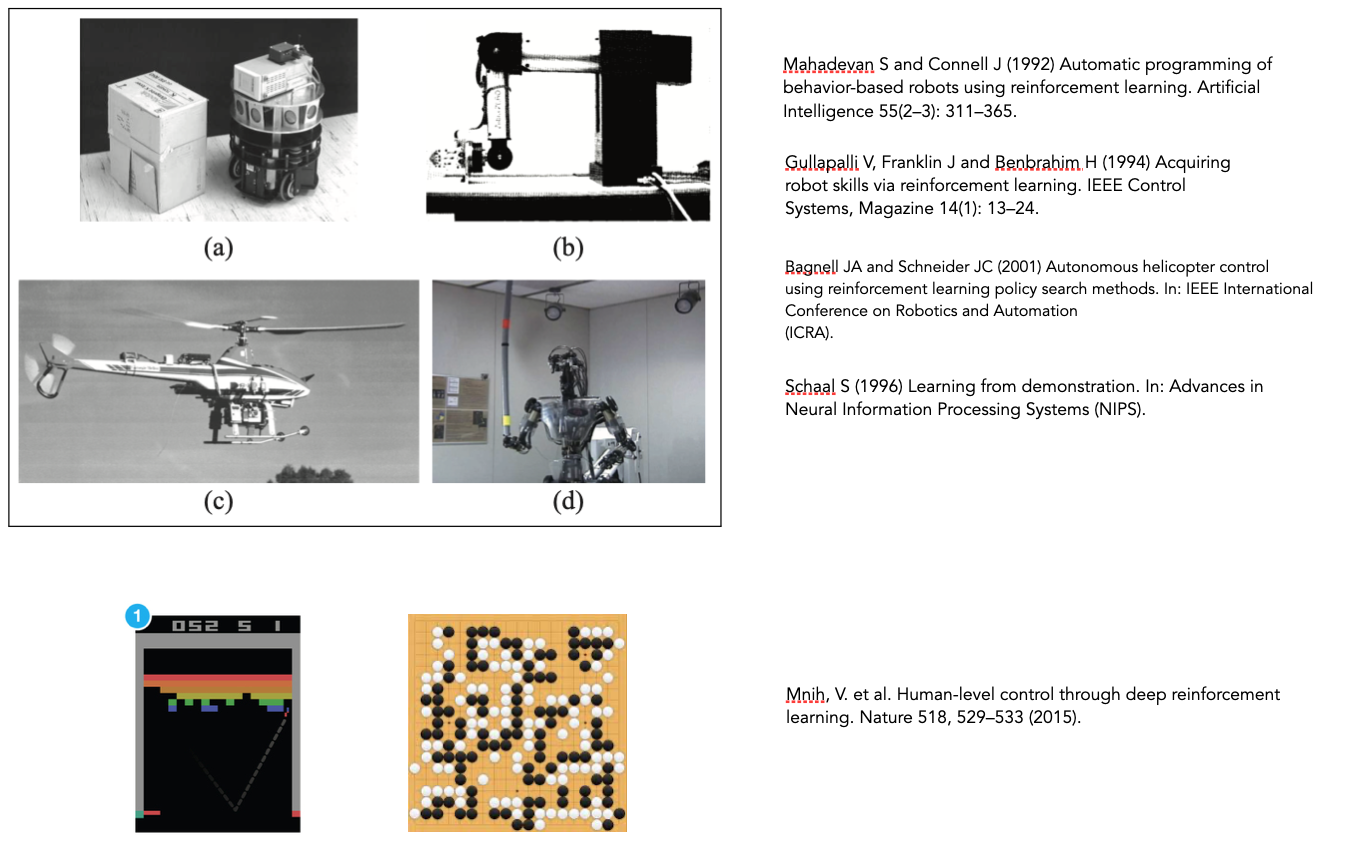 (a)
(b)
(c)
(d)
Mahadevan S and Connell J (1992) Automatic programming of
behavior-based robots using reinforcement learning. Artificial
Intelligence 55(2–3): 311–365.
Gullapalli V, Franklin J and Benbrahim H (1994) Acquiring
robot skills via reinforcement learning. IEEE Control
Systems, Magazine 14(1): 13–24.
Bagnell JA and Schneider JC (2001) Autonomous helicopter control
using reinforcement learning policy search methods. In: IEEE International
Conference on Robotics and Automation
(ICRA).
Schaal S (1996) Learning from demonstration. In: Advances in
Neural Information Processing Systems (NIPS).
1
052 5 1
Mnih, V. et al. Human-level control through deep reinforcement
learning. Nature 518, 529–533 (2015).